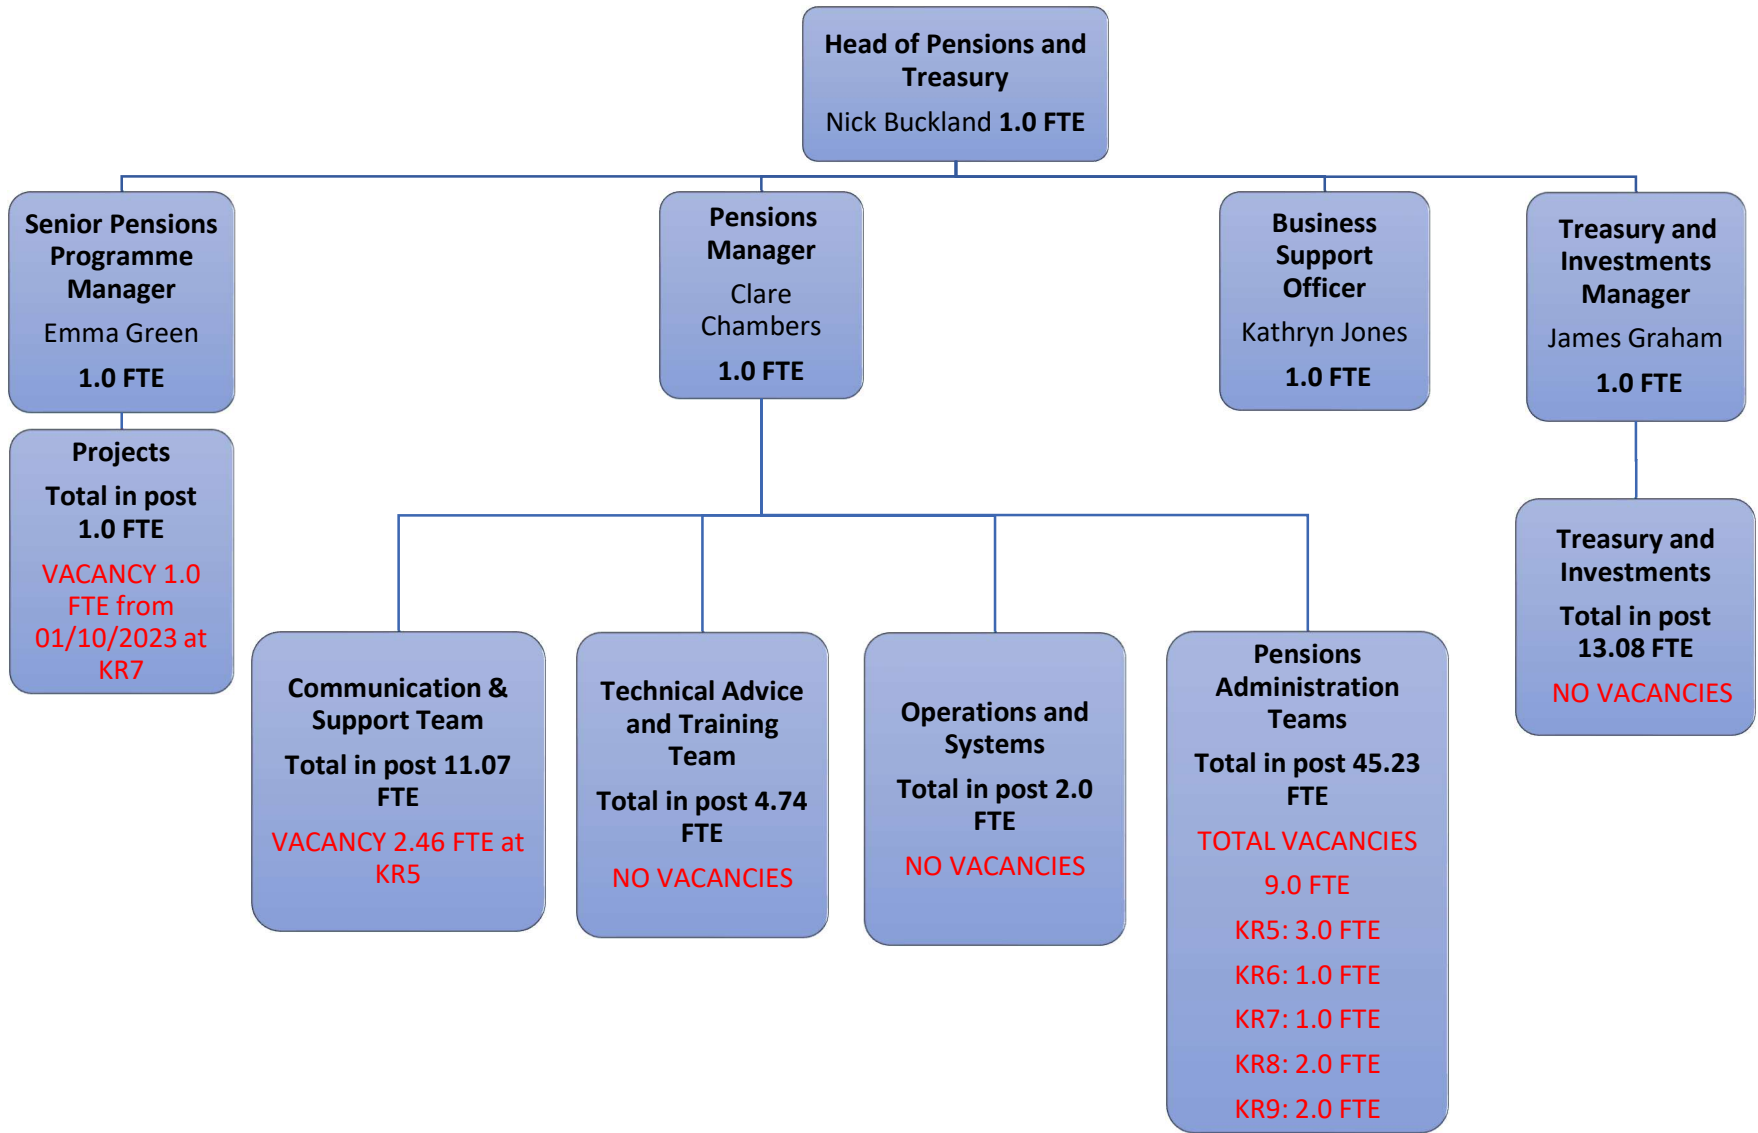 Head of Pensions and
Treasury
Nick Buckland 1.0 FTE
Senior Pensions
Programme
Manager
Emma Green
1.0 FTE
Pensions
Manager
Clare
Chambers
1.0 FTE
Business
Support
Officer
Kathryn Jones
1.0 FTE
Treasury and
Investments
Manager
James Graham
1.0 FTE
Projects
Total in post
1.0 FTE
VACANCY 1.0
FTE from
01/10/2023 at
KR7
Treasury and
Investments
Total in post
13.08 FTE
NO VACANCIES
Communication &
Support Team
Total in post 11.07
FTE
VACANCY 2.46 FTE at
KR5
Technical Advice
and Training
Team
Total in post 4.74
FTE
NO VACANCIES
Operations and
Systems
Total in post 2.0
FTE
NO VACANCIES
Pensions
Administration
Teams
Total in post 45.23
FTE
TOTAL VACANCIES
9.0 FTE
KR5: 3.0 FTE
KR6: 1.0 FTE
KR7: 1.0 FTE
KR8: 2.0 FTE
KR9: 2.0 FTE